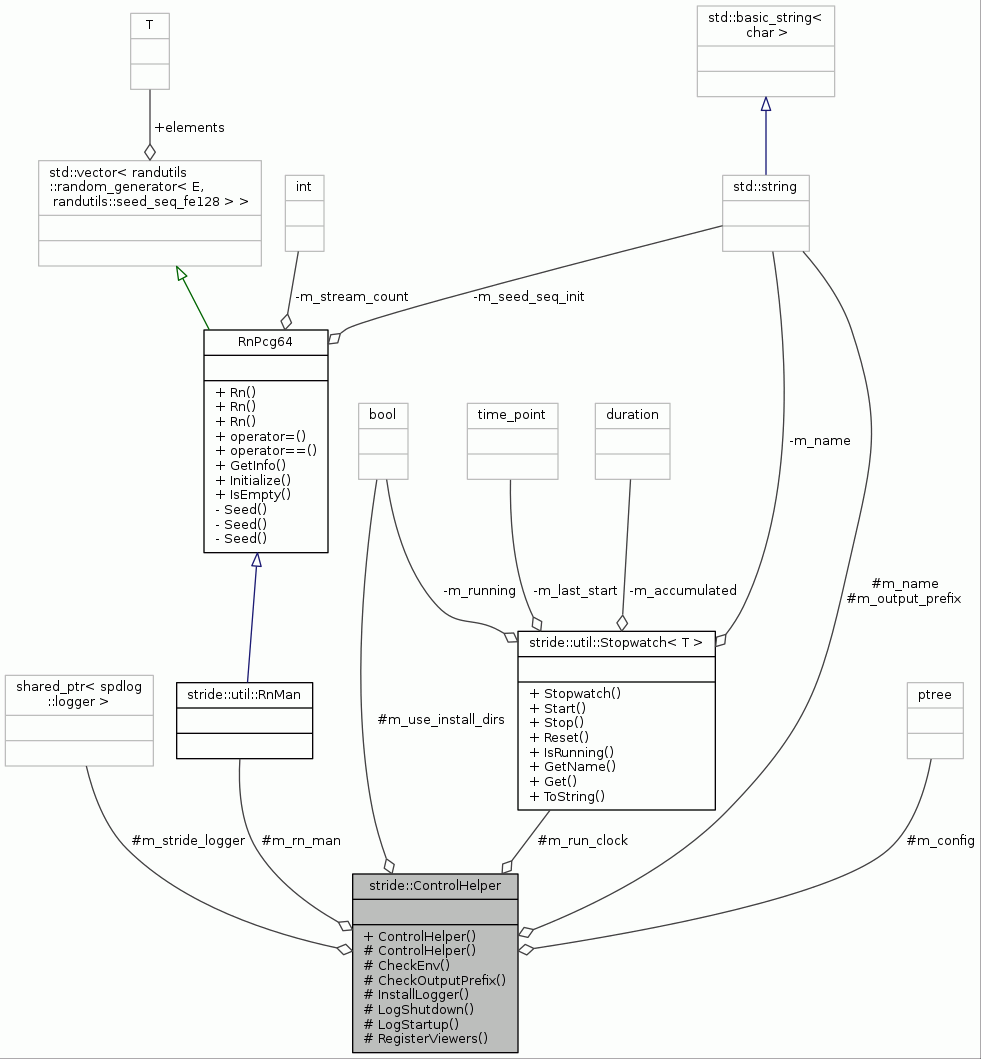 T
std::basic_string<
char >
+elements
std::vector< randutils
::random_generator< E,
randutils::seed_seq_fe128 > >
int
std::string
-m_stream_count
-m_seed_seq_init
RnPcg64
+ Rn()
+ Rn()
+ Rn()
+ operator=()
+ operator==()
+ GetInfo()
+ Initialize()
+ IsEmpty()
- Seed()
- Seed()
- Seed()
bool
time_point
duration
-m_name
-m_running
-m_last_start
-m_accumulated
#m_name
#m_output_prefix
stride::util::Stopwatch< T >
+ Stopwatch()
+ Start()
+ Stop()
+ Reset()
+ IsRunning()
+ GetName()
+ Get()
+ ToString()
shared_ptr< spdlog
::logger >
stride::util::RnMan
ptree
#m_use_install_dirs
#m_stride_logger
#m_rn_man
#m_run_clock
#m_config
stride::ControlHelper
+ ControlHelper()
# ControlHelper()
# CheckEnv()
# CheckOutputPrefix()
# InstallLogger()
# LogShutdown()
# LogStartup()
# RegisterViewers()